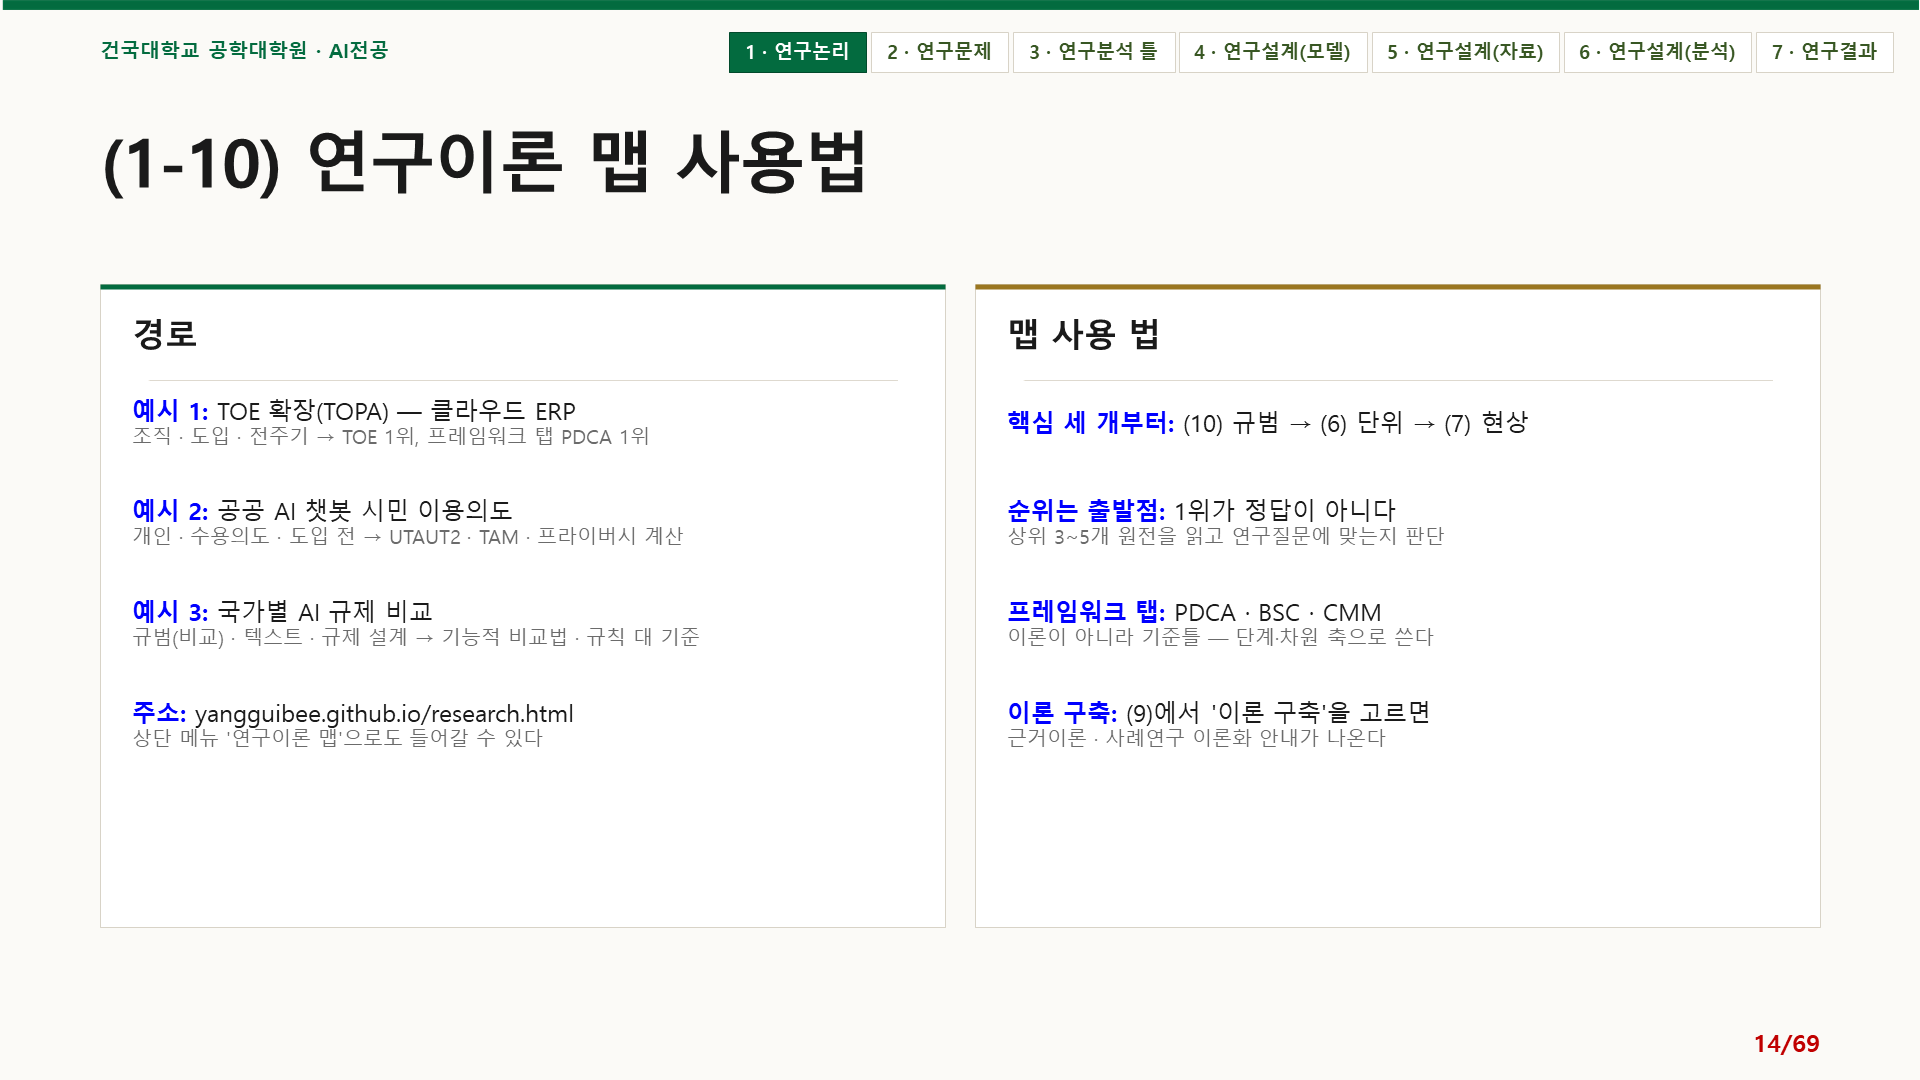 건국대학교 공학대학원 · AI전공
1 · 연구논리
2 · 연구문제
3 · 연구분석 틀
4 · 연구설계(모델)
5 · 연구설계(자료)
6 · 연구설계(분석)
7 · 연구결과
(1-10) 연구이론 맵 사용법
경로
예시 1: TOE 확장(TOPA) — 클라우드 ERP
조직 · 도입 · 전주기 → TOE 1위, 프레임워크 탭 PDCA 1위
예시 2: 공공 AI 챗봇 시민 이용의도
개인 · 수용의도 · 도입 전 → UTAUT2 · TAM · 프라이버시 계산
예시 3: 국가별 AI 규제 비교
규범(비교) · 텍스트 · 규제 설계 → 기능적 비교법 · 규칙 대 기준
주소: yangguibee.github.io/research.html
상단 메뉴 '연구이론 맵'으로도 들어갈 수 있다
맵 사용 법
핵심 세 개부터: (10) 규범 → (6) 단위 → (7) 현상
순위는 출발점: 1위가 정답이 아니다
상위 3~5개 원전을 읽고 연구질문에 맞는지 판단
프레임워크 탭: PDCA · BSC · CMM
이론이 아니라 기준틀 — 단계·차원 축으로 쓴다
이론 구축: (9)에서 '이론 구축'을 고르면
근거이론 · 사례연구 이론화 안내가 나온다
14/69